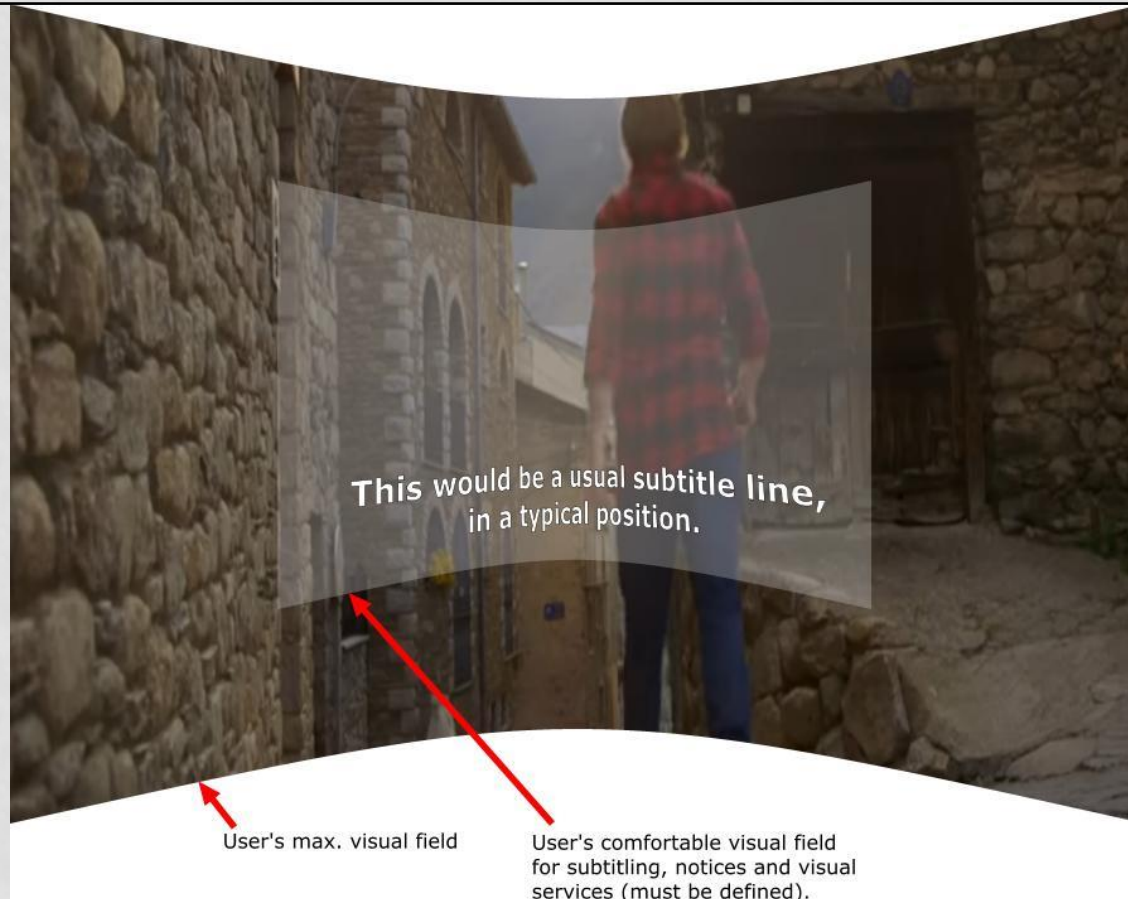 This would be a usual subtitle line,
in a typical position.
User's max. visual field
User's comfortable visual field
for subtitling, notices and visual
services (must be defined).